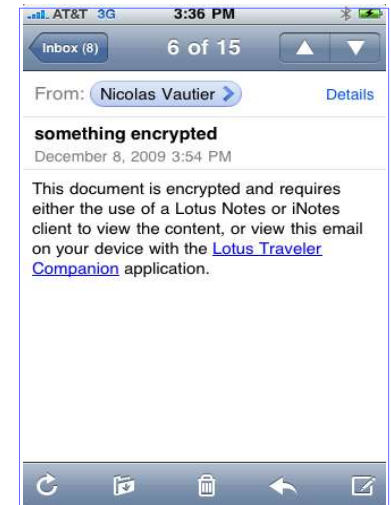 AT&T 3G 3:36 PM
Inbox (8) 6 of 15
From: Nicolas Vautier Details
something encrypted
December 8, 2009 3:54 PM
This document is encrypted and requires
either the use of a Lotus Notes or iNotes
client to view the content, or view this email
on your device with the Lotus Traveler
Companion application.